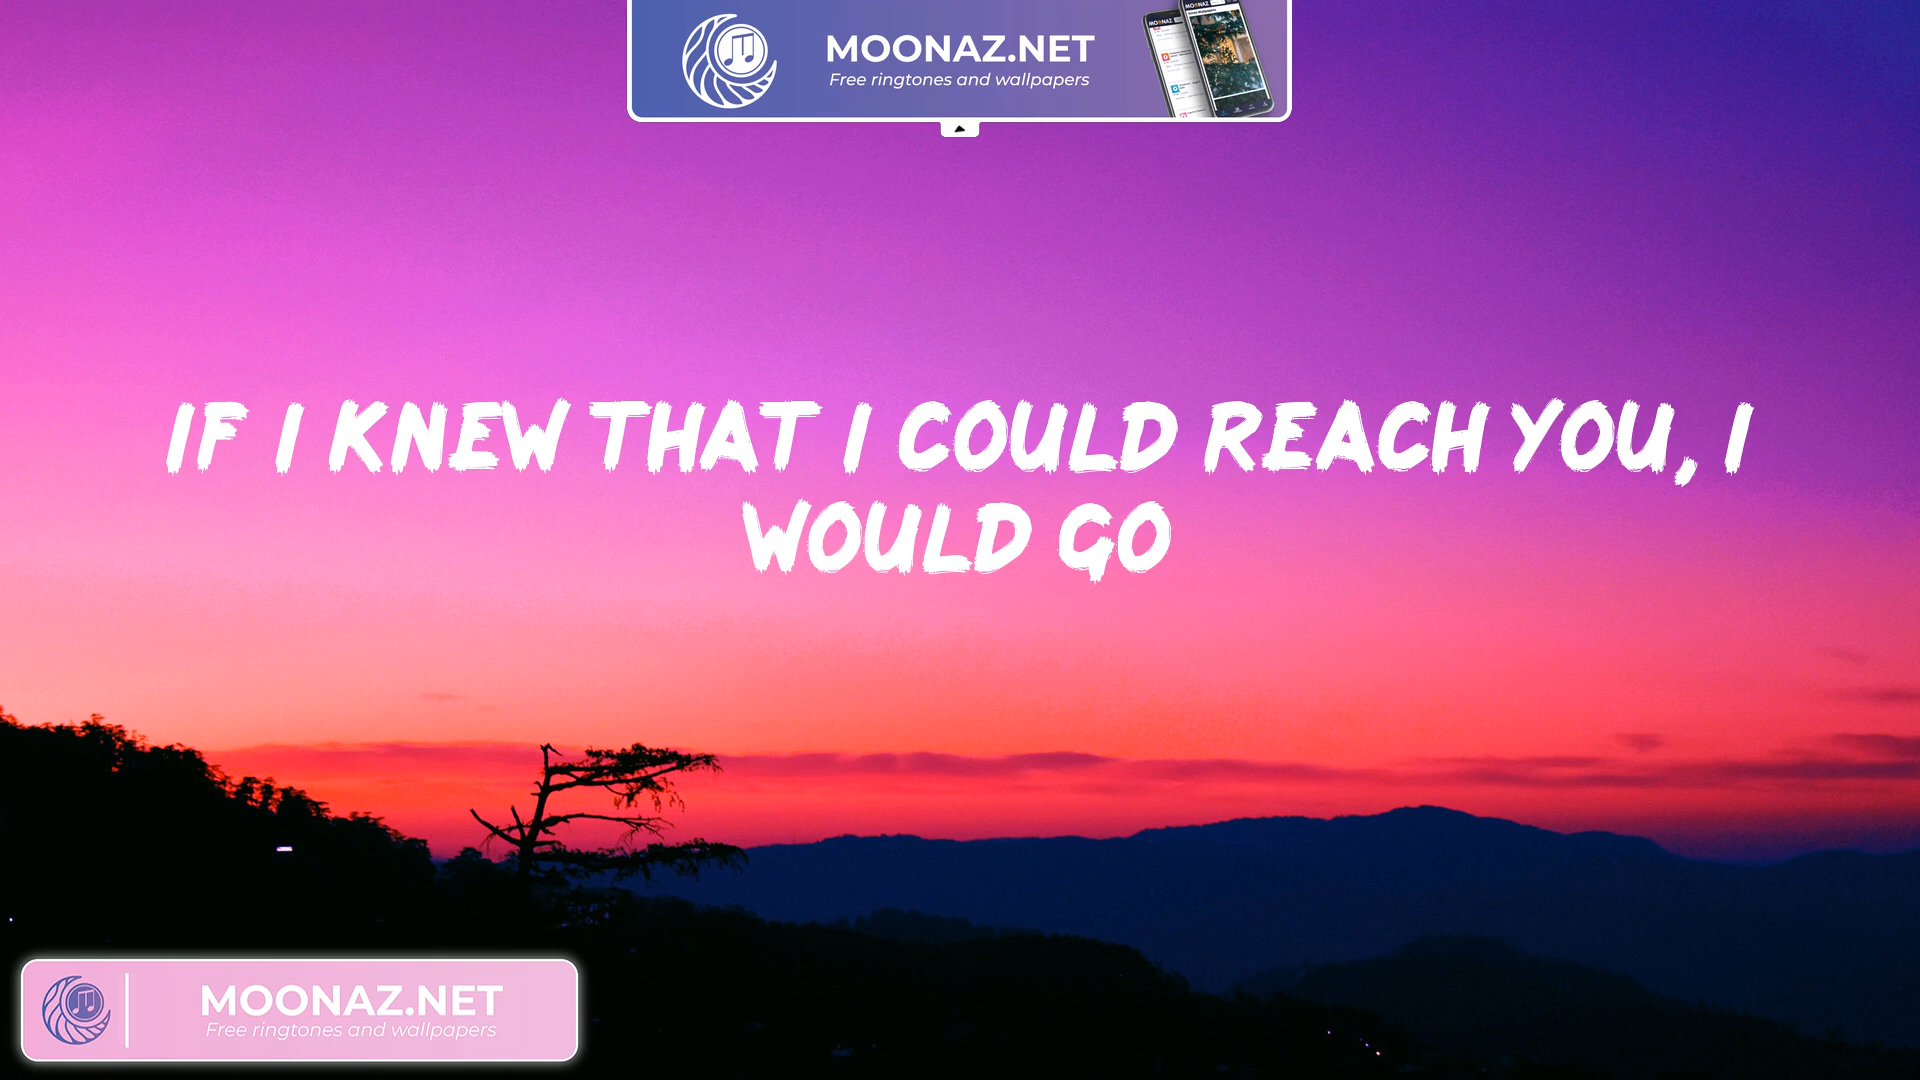 MOONAZ.NET
Free ringtones and wallpapers
IF I KNEW THAT I COULD REACH YOU, I
WOULD GO
MOONAZ.NET
Free ringtones and wallpapers